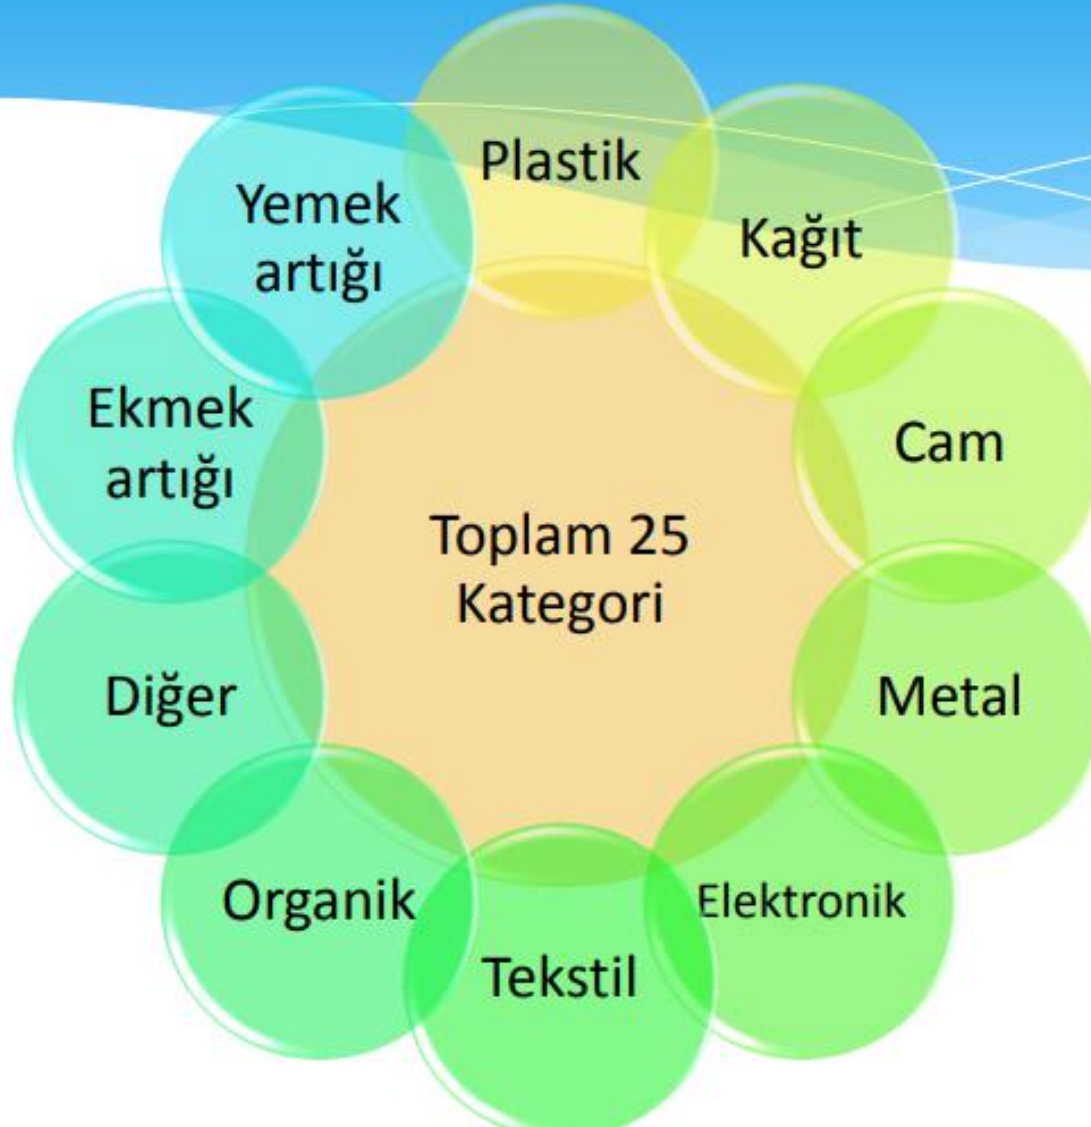 Plastik
Kağıt
Cam
Metal
Elektronik
Tekstil
Organik
Diğer
Ekmek
artığı
Yemek
artığı
Toplam 25
Kategori